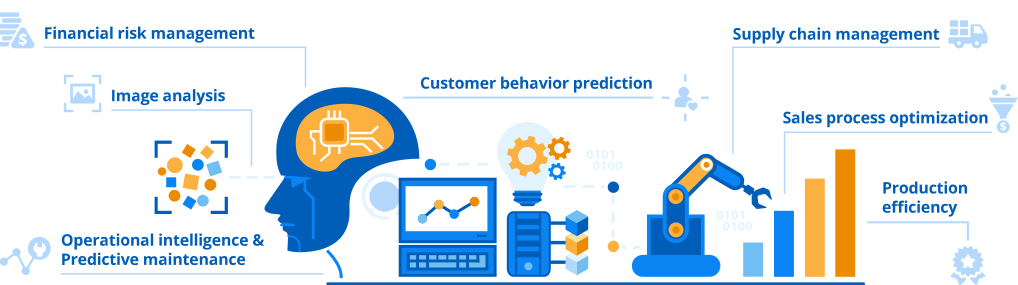 Financial risk management
Supply chain management
Customer behavior prediction
Image analysis
Sales process optimization
0101
0100
Production
efficiency
0101
0100
Operational intelligence &
Predictive maintenance
$
$